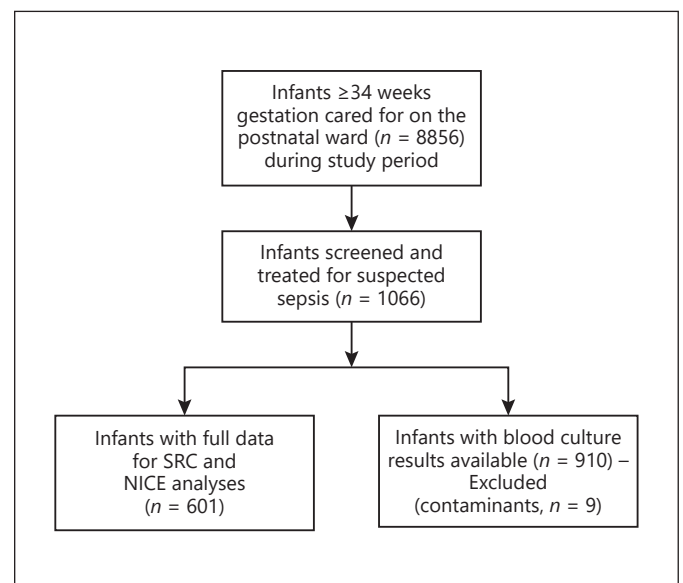 Infants ≥34 weeks
gestation cared for on the
postnatal ward (n = 8856)
during study period
Infants screened and
treated for suspected
sepsis (n = 1066)
Infants with full data
for SRC and
NICE analyses
(n = 601)
Infants with blood culture
results available (n = 910) –
Excluded
(contaminants, n = 9)